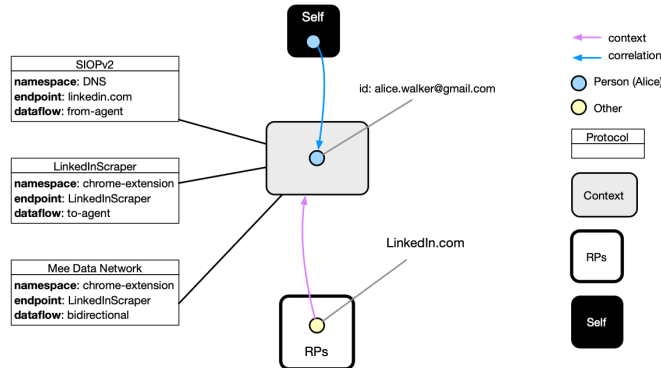 Self
SIOPv2
namespace: DNS
endpoint: linkedin.com
dataflow: from-agent
id: alice.walker@gmail.com
LinkedInScraper
namespace: chrome-extension
endpoint: LinkedInScraper
dataflow: to-agent
LinkedIn.com
Mee Data Network
namespace: chrome-extension
endpoint: LinkedInScraper
dataflow: bidirectional
RPs
context
correlation
Person (Alice)
Other
Protocol
Context
RPs
Self